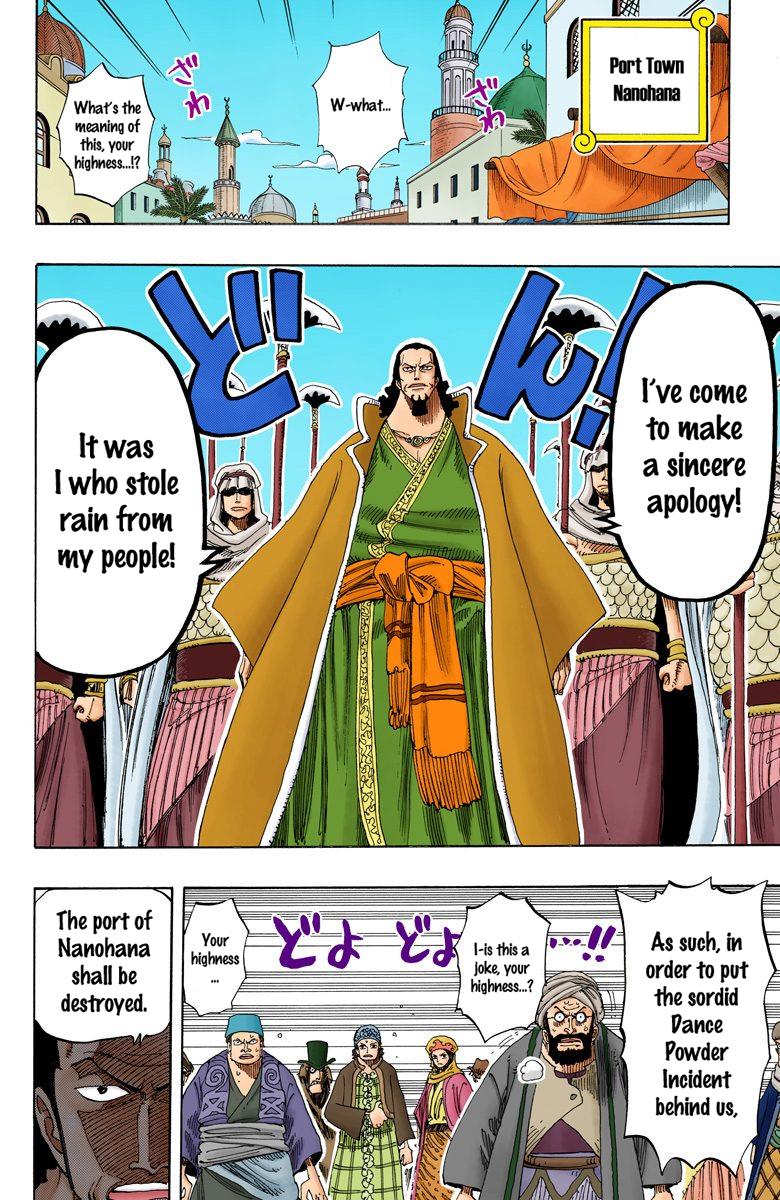 Port Town
Nanohana
ざわ
W-what...
ざわ
What's the
meaning of
this, your
highness...!?
どん!!
I've come
to make
a sincere
apology!
It was
I who stole
rain from
my people!
As such, in
order to put
the sordid
Dance
Powder
Incident
behind us,
I-is this a
joke, your
highness...?
どよ どよ …!!
Your
highness
...
The port of
Nanohana
shall be
destroyed.